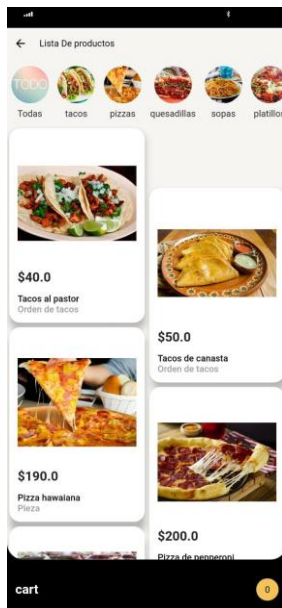 Lista De productos
TODO
Todas tacos pizzas quesadillas sopas platillos
$40.0
Tacos al pastor
Orden de tacos
$50.0
Tacos de canasta
Orden de tacos
$190.0
Pizza hawaiana
Pieza
$200.0
Pizza de pepperoni
cart 0